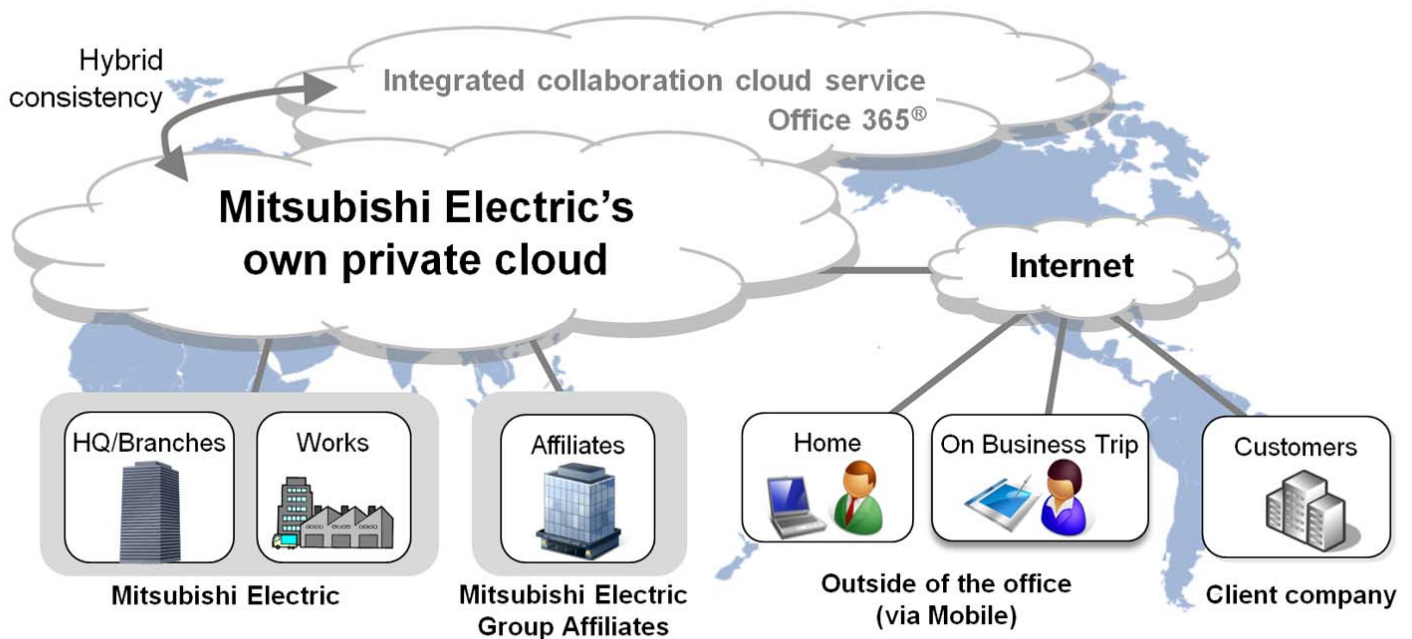 Hybrid
consistency
Integrated collaboration cloud service
Office 365®
Mitsubishi Electric’s
own private cloud
Internet
HQ/Branches
Works
Affiliates
Home
On Business Trip
Customers
Mitsubishi Electric
Mitsubishi Electric
Group Affiliates
Outside of the office
(via Mobile)
Client company